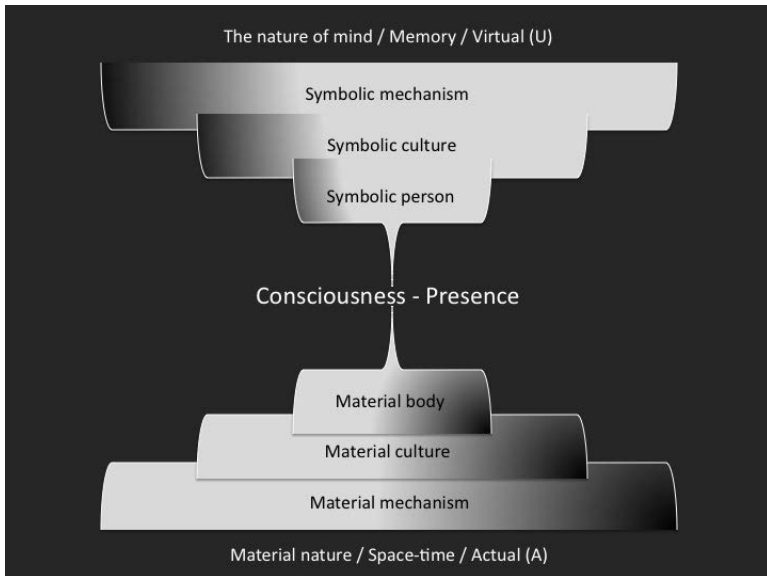 The nature of mind / Memory / Virtual (U)
Symbolic mechanism
Symbolic culture
Symbolic person
Consciousness - Presence
Material body
Material culture
Material mechanism
Material nature / Space-time / Actual (A)